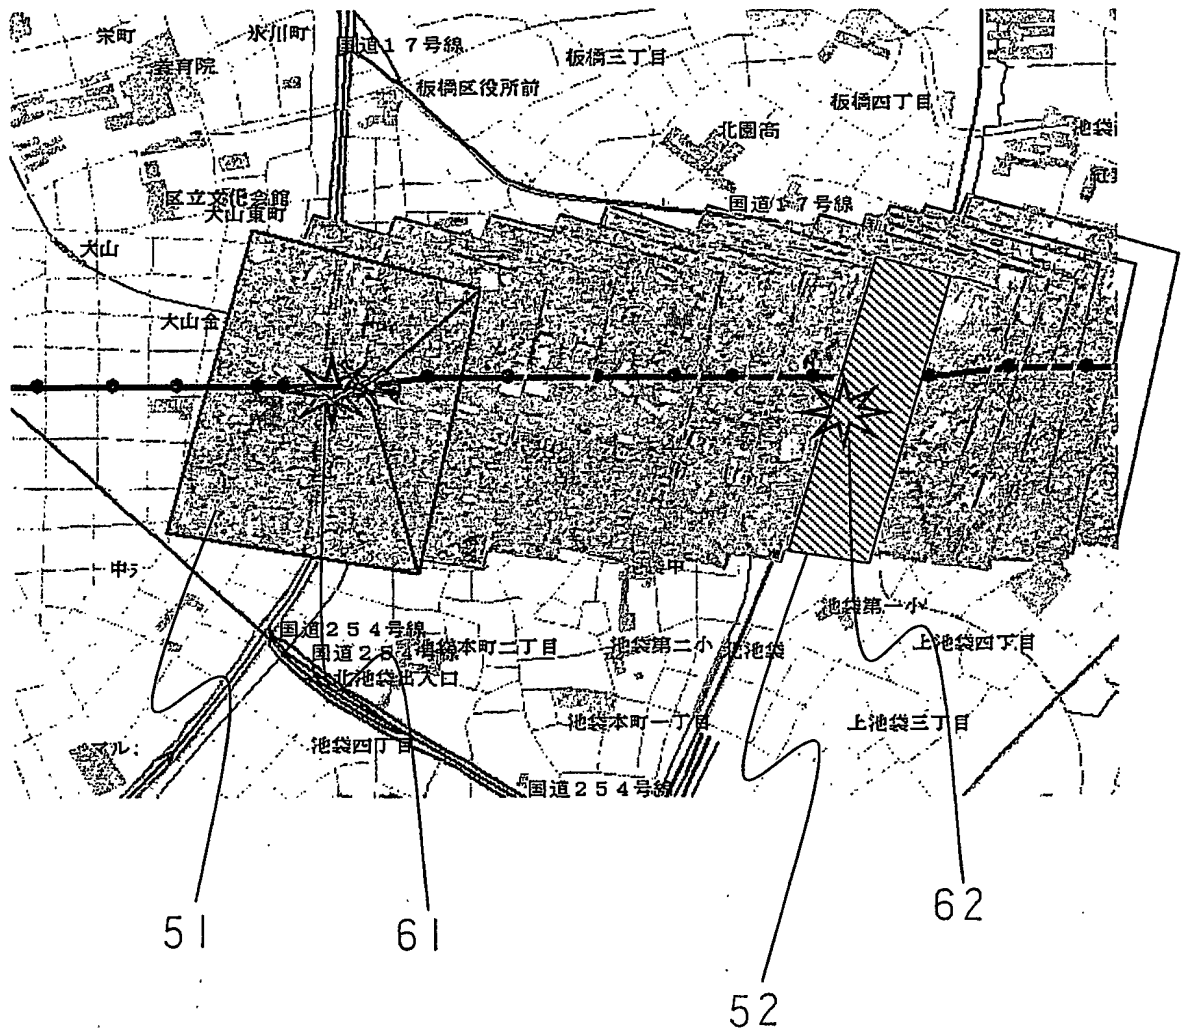 栄町
氷川町
国道17号線
養育院
板橋区役所前
板橋三丁目
板橋四丁目
北園高
池袋
区立文化会館
大山東町
国道17号線
大山
大山金
池袋第一小
国道254号線
池袋本町二丁目
池袋第二小
北池袋
上池袋四丁目
国道25
北池袋出入口
池袋本町一丁目
上池袋三丁目
池袋四丁目
マル
国道254号線
51
61
62
52